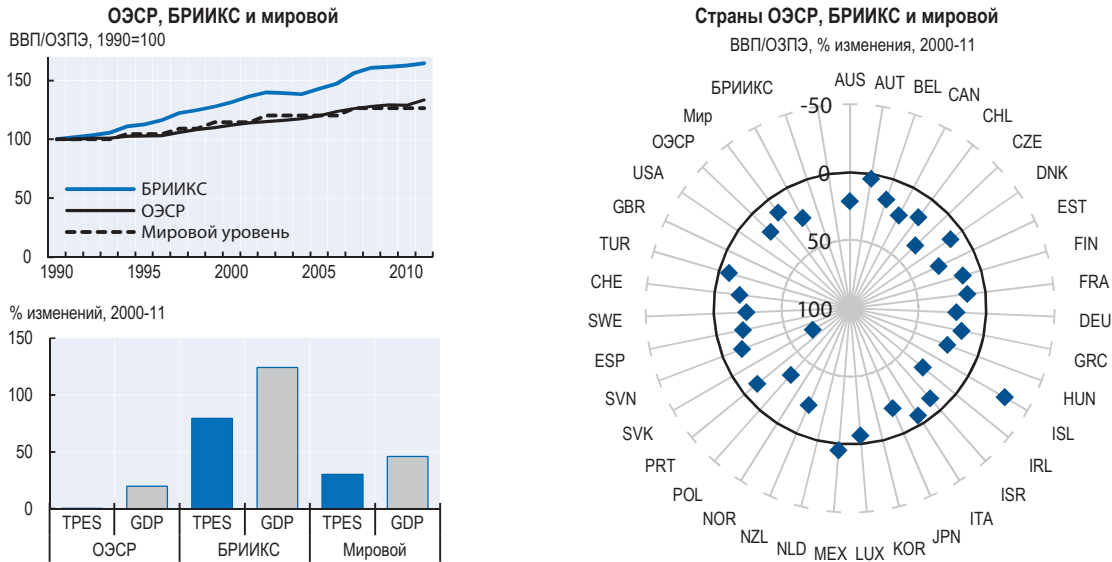 ОЭСР, БРИИКС и мировой
ВВП/ОЗПЭ, 1990=100
150
100
50
0
БРИИКС
ОЭСР
Мировой уровень
1990 1995 2000 2005 2010
% изменений, 2000-11
150
100
50
0
TPES GDP TPES GDP TPES GDP
ОЭСР БРИИКС Мировой
Страны ОЭСР, БРИИКС и мировой
ВВП/ОЗПЭ, % изменения, 2000-11
-50
0
50
100
AUS
AUT
BEL
CAN
CHL
CZE
DNK
EST
FIN
FRA
DEU
GRC
HUN
ISL
IRL
ISR
ITA
JPN
KOR
LUX
MEX
NLD
NZL
NOR
POL
PRT
SVK
SVN
ESP
SWE
CHE
TUR
GBR
USA
ОЭСР
Мир
БРИИКС